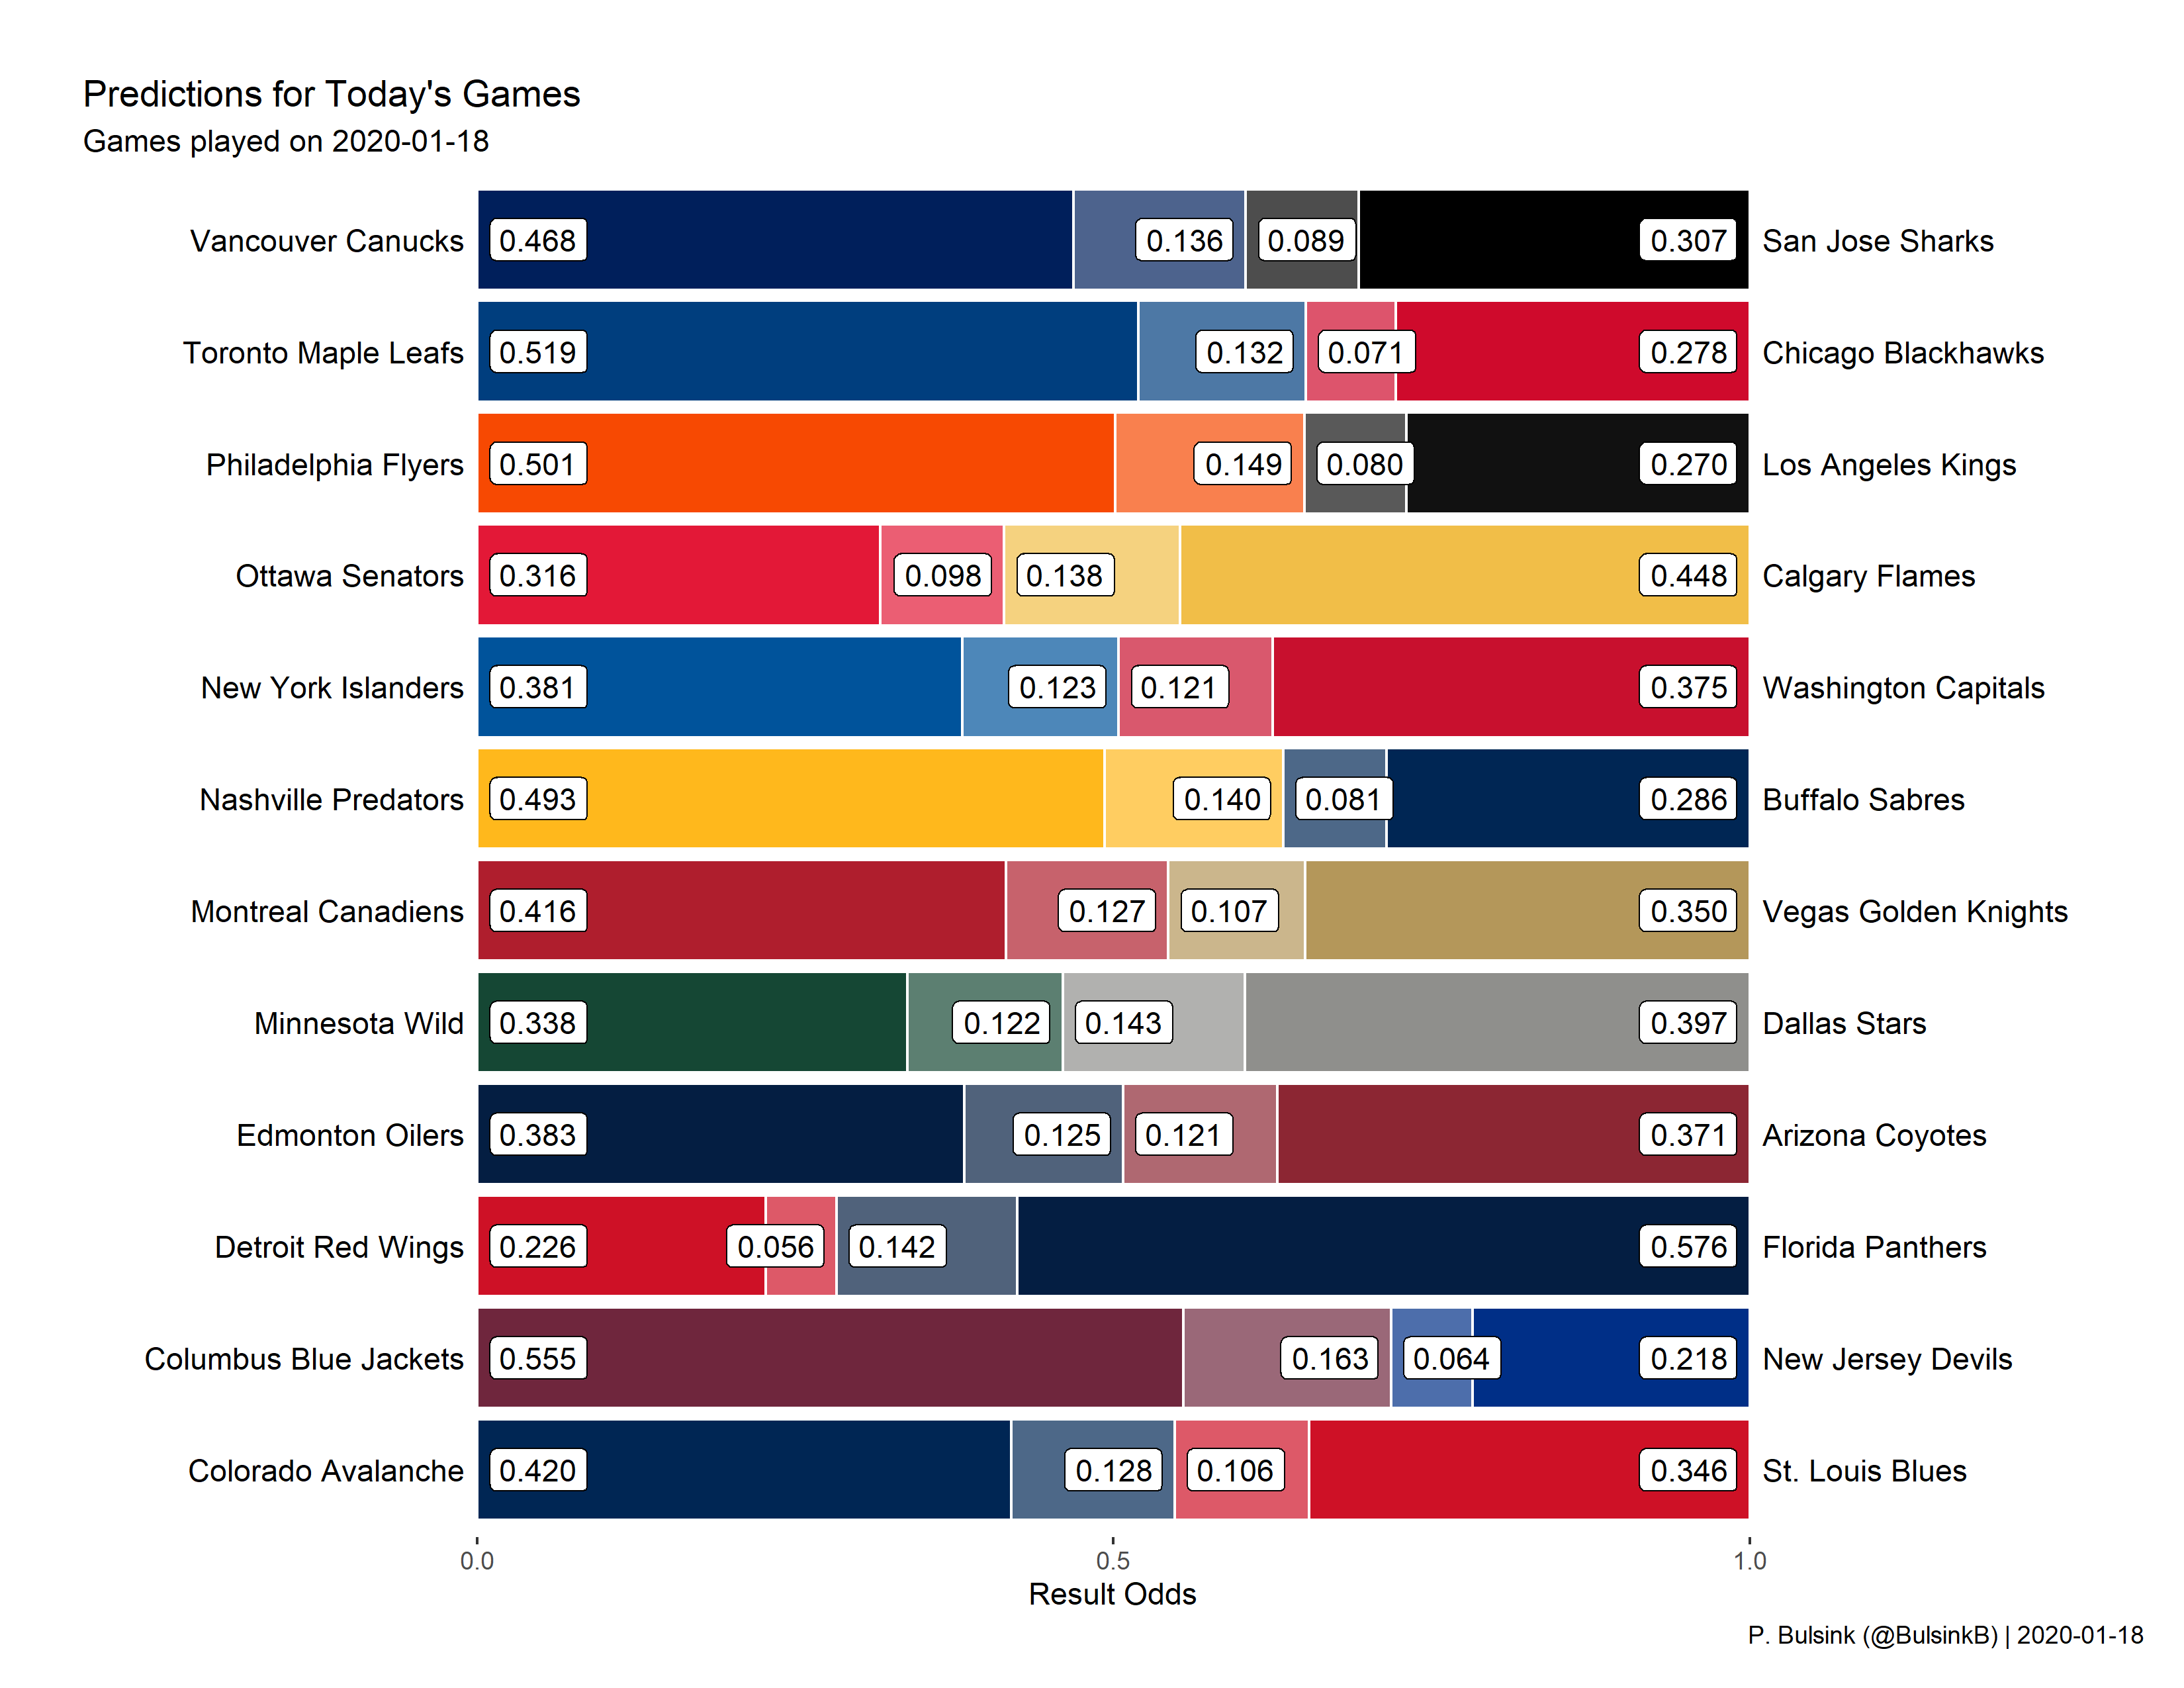 Predictions for Today's Games
Games played on 2020-01-18
Vancouver Canucks 0.468 0.136 0.089 0.307 San Jose Sharks
Toronto Maple Leafs 0.519 0.132 0.071 0.278 Chicago Blackhawks
Philadelphia Flyers 0.501 0.149 0.080 0.270 Los Angeles Kings
Ottawa Senators 0.316 0.098 0.138 0.448 Calgary Flames
New York Islanders 0.381 0.123 0.121 0.375 Washington Capitals
Nashville Predators 0.493 0.140 0.081 0.286 Buffalo Sabres
Montreal Canadiens 0.416 0.127 0.107 0.350 Vegas Golden Knights
Minnesota Wild 0.338 0.122 0.143 0.397 Dallas Stars
Edmonton Oilers 0.383 0.125 0.121 0.371 Arizona Coyotes
Detroit Red Wings 0.226 0.056 0.142 0.576 Florida Panthers
Columbus Blue Jackets 0.555 0.163 0.064 0.218 New Jersey Devils
Colorado Avalanche 0.420 0.128 0.106 0.346 St. Louis Blues
0.0 0.5 1.0
Result Odds
P. Bulsink (@BulsinkB) | 2020-01-18